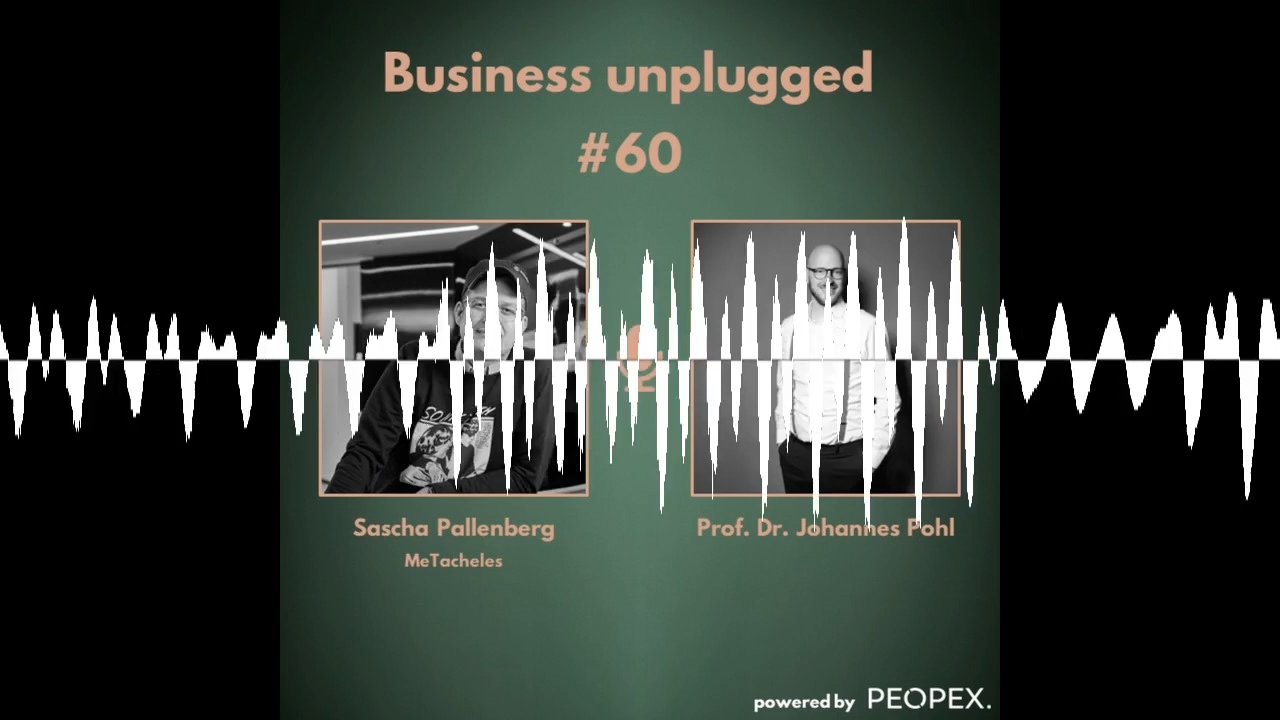 Business unplugged
#60
Sascha Pallenberg
Prof. Dr. Johannes Pohl
MeTacheles
powered by PEOPEX.